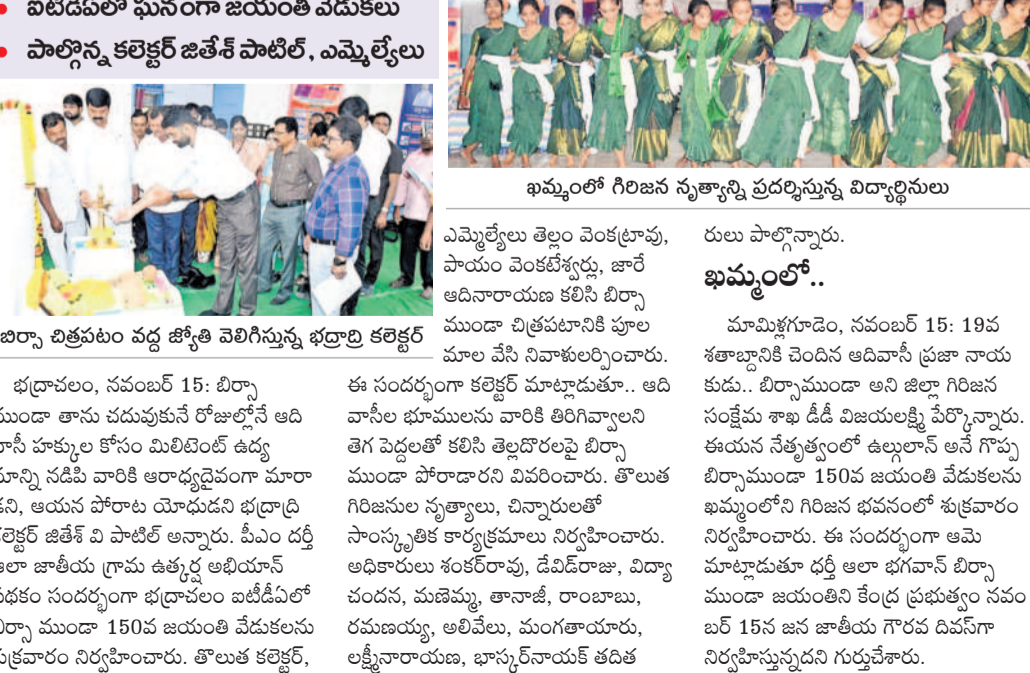 ఐటీడీఏలో ఘనంగా జయంతి వేడుకలు
పాల్గొన్న కలెక్టర్ జితేశ్ పాటిల్, ఎమ్మెల్యేలు
బిర్సా చిత్రపటం వద్ద జ్యోతి వెలిగిస్తున్న భద్రాద్రి కలెక్టర్
ఖమ్మంలో గిరిజన నృత్యాన్ని ప్రదర్శిస్తున్న విద్యార్థినులు
భద్రాచలం, నవంబర్ 15: బిర్సా
ముండా తాను చదువుకునే రోజుల్లోనే ఆది
వాసీ హక్కుల కోసం మిలిటెంట్ ఉద్య
మాన్ని నడిపి వారికి ఆరాధ్యదైవంగా మారా
డని, ఆయన పోరాట యోధుడని భద్రాద్రి
కలెక్టర్ జితేశ్ వి పాటిల్ అన్నారు. పీఎం దర్తీ
ఆలా జాతీయ గ్రామ ఉత్కర్ష అభియాన్
పథకం సందర్భంగా భద్రాచలం ఐటీడీఏలో
బిర్సా ముండా 150వ జయంతి వేడుకలను
శుక్రవారం నిర్వహించారు. తొలుత కలెక్టర్,
ఎమ్మెల్యేలు తెల్లం వెంకట్రావు,
పాయం వెంకటేశ్వర్లు, జారే
ఆదినారాయణ కలిసి బిర్సా
ముండా చిత్రపటానికి పూల
మాల వేసి నివాళులర్పించారు.
ఈ సందర్భంగా కలెక్టర్ మాట్లాడుతూ.. ఆది
వాసీల భూములను వారికి తిరిగివ్వాలని
తెగ పెద్దలతో కలిసి తెల్లదొరలపై బిర్సా
ముండా పోరాడారని వివరించారు. తొలుత
గిరిజనుల నృత్యాలు, చిన్నారులతో
సాంస్కృతిక కార్యక్రమాలు నిర్వహించారు.
అధికారులు శంకర్‌రావు, డేవిడ్‌రాజు, విద్యా
చందన, మణెమ్మ, తానాజీ, రాంబాబు,
రమణయ్య, అలివేలు, మంగతాయారు,
లక్ష్మీనారాయణ, భాస్కర్‌నాయక్ తదిత
రులు పాల్గొన్నారు.
ఖమ్మంలో..
మామిళ్లగూడెం, నవంబర్ 15: 19వ
శతాబ్దానికి చెందిన ఆదివాసీ ప్రజా నాయ
కుడు.. బిర్సాముండా అని జిల్లా గిరిజన
సంక్షేమ శాఖ డీడీ విజయలక్ష్మి పేర్కొన్నారు.
ఈయన నేతృత్వంలో ఉల్గులాన్ అనే గొప్ప
బిర్సాముండా 150వ జయంతి వేడుకలను
ఖమ్మంలోని గిరిజన భవనంలో శుక్రవారం
నిర్వహించారు. ఈ సందర్భంగా ఆమె
మాట్లాడుతూ ధర్తీ ఆలా భగవాన్ బిర్సా
ముండా జయంతిని కేంద్ర ప్రభుత్వం నవం
బర్ 15న జన జాతీయ గౌరవ దివస్‌గా
నిర్వహిస్తున్నదని గుర్తుచేశారు.